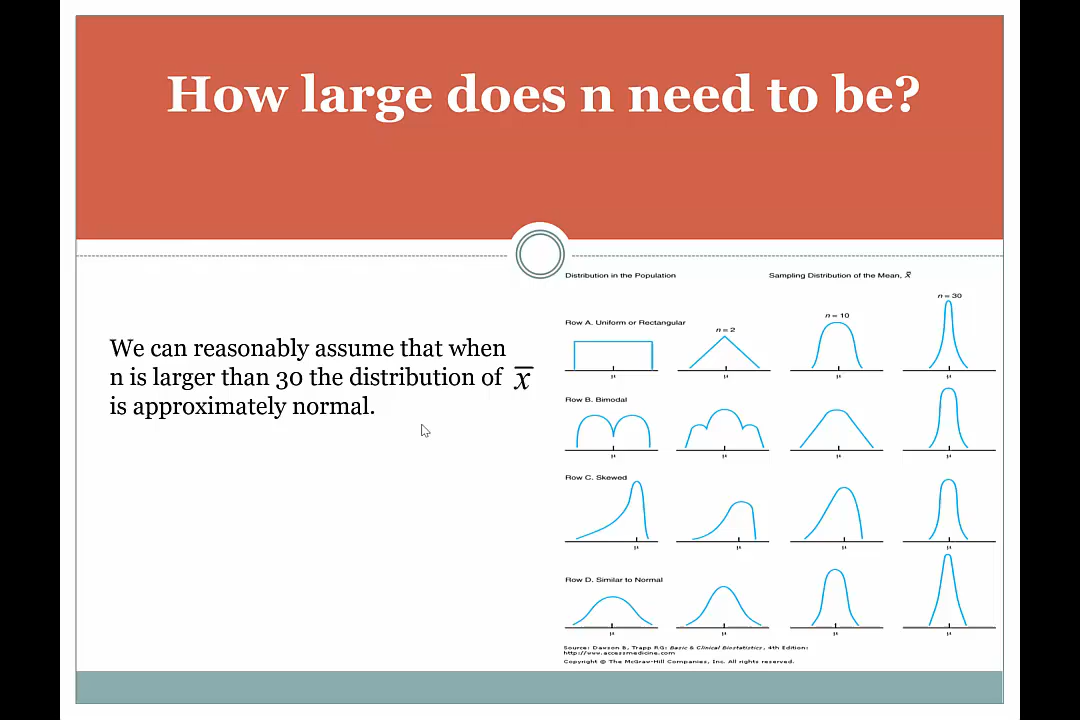 How large does n need to be?
Distribution in the Population
Sampling Distribution of the Mean, x̄
n = 30
n = 10
Row A. Uniform or Rectangular
n = 2
We can reasonably assume that when
n is larger than 30 the distribution of x̄
is approximately normal.
μ μ μ μ
Row B. Bimodal
μ μ μ μ
Row C. Skewed
μ μ μ μ
Row D. Similar to Normal
μ μ μ μ
Source: Dawson B, Trapp RG: Basic & Clinical Biostatistics, 4th Edition:
http://www.accessmedicine.com
Copyright © The McGraw-Hill Companies, Inc. All rights reserved.